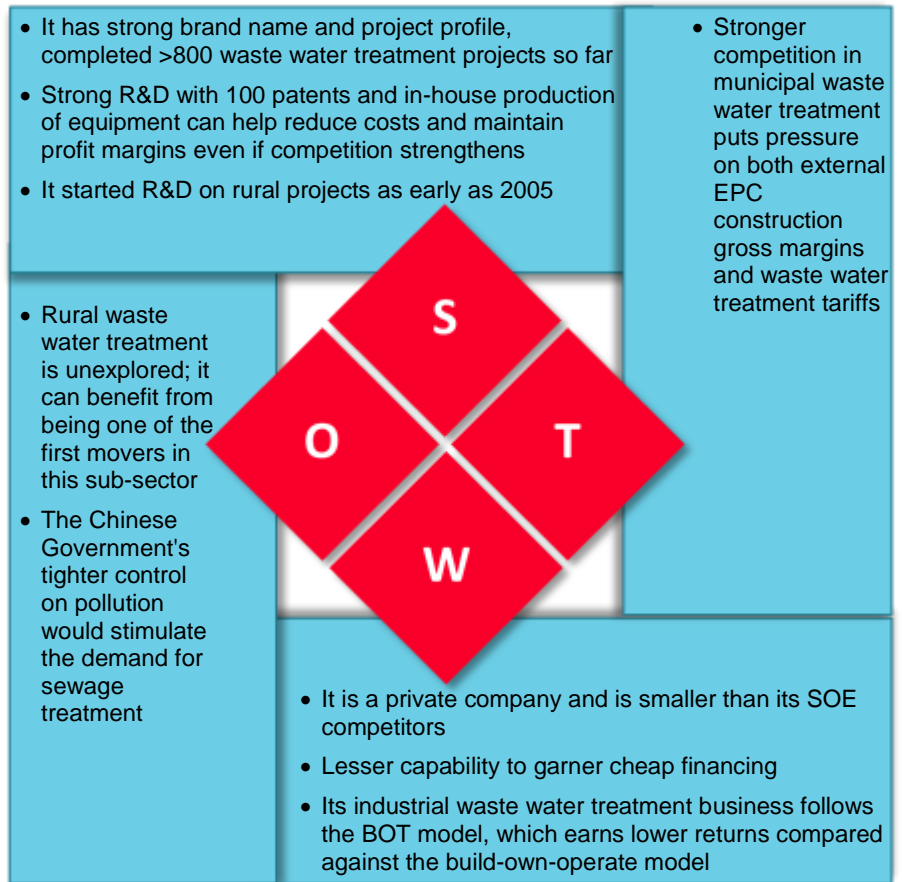 • It has strong brand name and project profile,
completed >800 waste water treatment projects so far
• Strong R&D with 100 patents and in-house production
of equipment can help reduce costs and maintain
profit margins even if competition strengthens
• It started R&D on rural projects as early as 2005
• Stronger
competition in
municipal waste
water treatment
puts pressure
on both external
EPC
construction
gross margins
and waste water
treatment tariffs
• Rural waste
water treatment
is unexplored; it
can benefit from
being one of the
first movers in
this sub-sector
• The Chinese
Government's
tighter control
on pollution
would stimulate
the demand for
sewage
treatment
S
O
T
W
• It is a private company and is smaller than its SOE
competitors
• Lesser capability to garner cheap financing
• Its industrial waste water treatment business follows
the BOT model, which earns lower returns compared
against the build-own-operate model